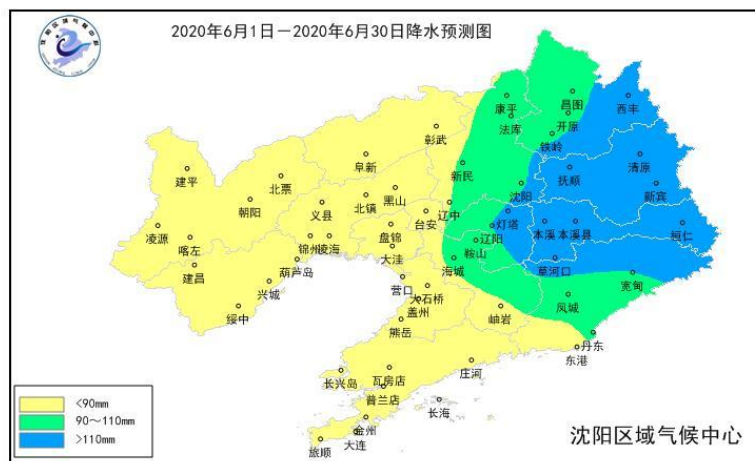 2020年6月1日－2020年6月30日降水预测图
昌图
康平
西丰
法库
开原
彰武
铁岭
阜新
清原
新民
抚顺
建平
北票
沈阳
新宾
朝阳
义县
北镇
黑山
辽中
台安
灯塔
本溪
本溪县
桓仁
凌源
喀左
锦州
凌海
盘锦
辽阳
鞍山
大洼
海城
草河口
建昌
葫芦岛
宽甸
营口
兴城
大石桥
盖州
凤城
绥中
岫岩
熊岳
丹东
东港
长兴岛
瓦房店
庄河
普兰店
长海
金州
大连
旅顺
<90mm
90～110mm
>110mm
沈阳区域气候中心